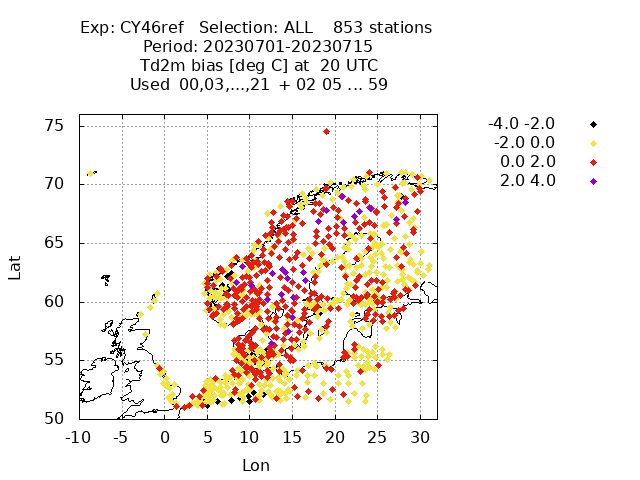 Exp: CY46ref   Selection: ALL    853 stations
Period: 20230701-20230715
Td2m bias [deg C] at  20 UTC
Used  00,03,...,21  + 02 05 ... 59
-4.0 -2.0
-2.0 0.0
0.0 2.0
2.0 4.0
75
70
65
60
55
50
Lat
-10 -5 0 5 10 15 20 25 30
Lon